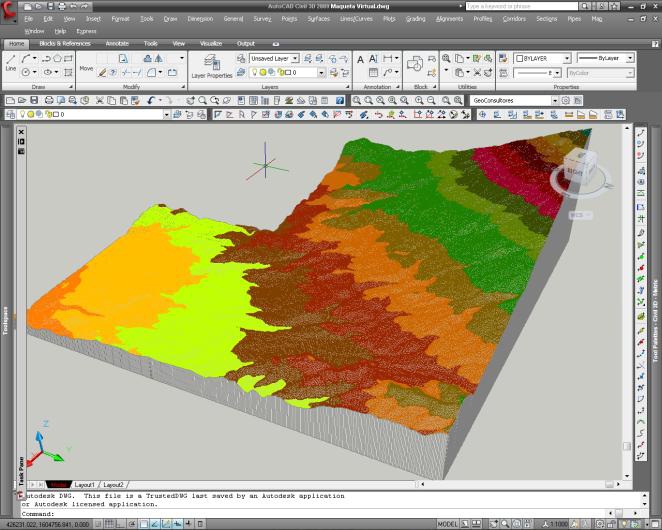 AutoCAD Civil 3D 2009 Maqueta Virtual.dwg
Type a keyword or phrase
File Edit View Insert Format Data Tools Draw Dimension General Survey Points Surfaces Lines/Curves Plots Grading Alignments Profiles Corridors Sections Pipes Map
Window Help Express
Home Blocks & References Annotate Tools View Visualize Output
Line
Move
Layer Properties
Unsaved Layer
0
Text
BYLAYER
ByLayer
B
ByColor
Draw Modify Layers Annotation Block Utilities Properties
GeoConsultores
0
RIGHT
WCS
Toolspace
Tool Palettes - Civil 3D - Metric
Task Pane
Z
Y
Model Layout1 Layout2
Autodesk DWG. This file is a TrustedDWG last saved by an Autodesk application
or Autodesk licensed application.
Command:
426231.022, 1604756.841, 0.000
MODEL
1:1000